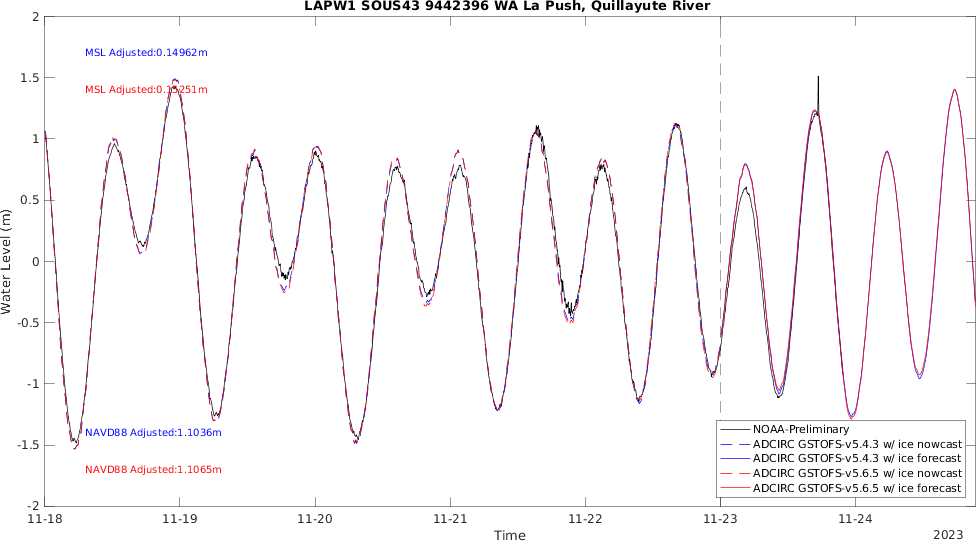 LAPW1 SOUS43 9442396 WA La Push, Quillayute River
2
1.5
1
0.5
0
-0.5
-1
-1.5
-2
Water Level (m)
MSL Adjusted:0.14962m
MSL Adjusted:0.15251m
NAVD88 Adjusted:1.1036m
NAVD88 Adjusted:1.1065m
NOAA-Preliminary
ADCIRC GSTOFS-v5.4.3 w/ ice nowcast
ADCIRC GSTOFS-v5.4.3 w/ ice forecast
ADCIRC GSTOFS-v5.6.5 w/ ice nowcast
ADCIRC GSTOFS-v5.6.5 w/ ice forecast
11-18 11-19 11-20 11-21 11-22 11-23 11-24
Time
2023